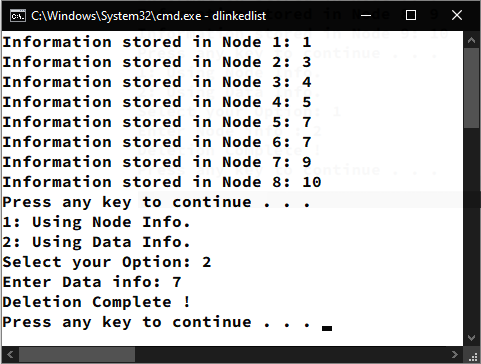 C:\Windows\System32\cmd.exe - dlinkedlist
Information stored in Node 1: 1
Information stored in Node 2: 3
Information stored in Node 3: 4
Information stored in Node 4: 5
Information stored in Node 5: 7
Information stored in Node 6: 7
Information stored in Node 7: 9
Information stored in Node 8: 10
Press any key to continue . . .
1: Using Node Info.
2: Using Data Info.
Select your Option: 2
Enter Data info: 7
Deletion Complete !
Press any key to continue . . .